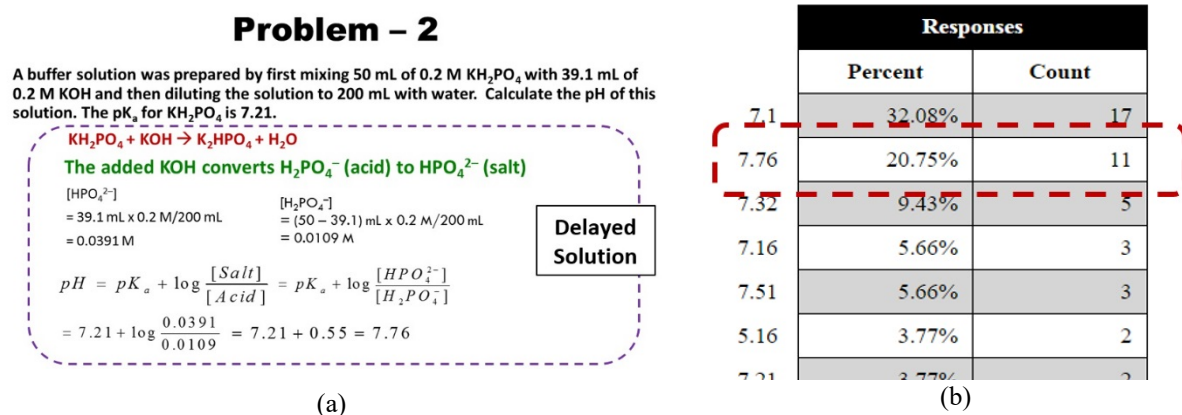 Problem – 2
A buffer solution was prepared by first mixing 50 mL of 0.2 M KH₂PO₄ with 39.1 mL of
0.2 M KOH and then diluting the solution to 200 mL with water. Calculate the pH of this
solution. The pKₐ for KH₂PO₄ is 7.21.
KH₂PO₄ + KOH → K₂HPO₄ + H₂O
The added KOH converts H₂PO₄⁻ (acid) to HPO₄²⁻ (salt)
[HPO₄²⁻]
= 39.1 mL x 0.2 M/200 mL
= 0.0391 M
[H₂PO₄⁻]
= (50 – 39.1) mL x 0.2 M/200 mL
= 0.0109 M
Delayed
Solution
pH = pKₐ + log [Salt]/[Acid] = pKₐ + log [HPO₄²⁻]/[H₂PO₄⁻]
= 7.21 + log 0.0391/0.0109 = 7.21 + 0.55 = 7.76
(a)
Responses
Percent Count
7.1 32.08% 17
7.76 20.75% 11
7.32 9.43% 5
7.16 5.66% 3
7.51 5.66% 3
5.16 3.77% 2
7.21 3.77% 2
(b)